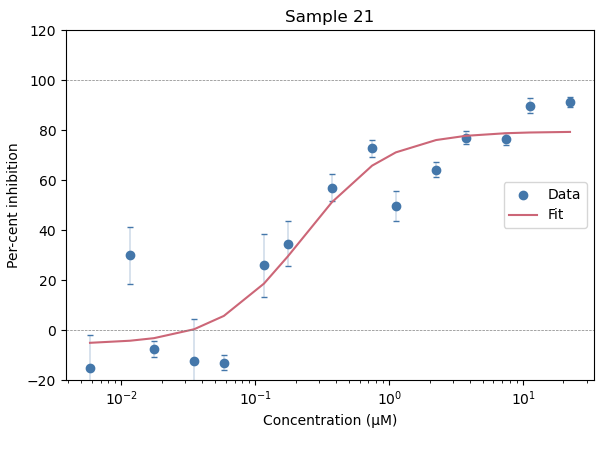 Sample 21
Per-cent inhibition
120
100
80
60
40
20
0
−20
Data
Fit
10⁻²
10⁻¹
10⁰
10¹
Concentration (µM)